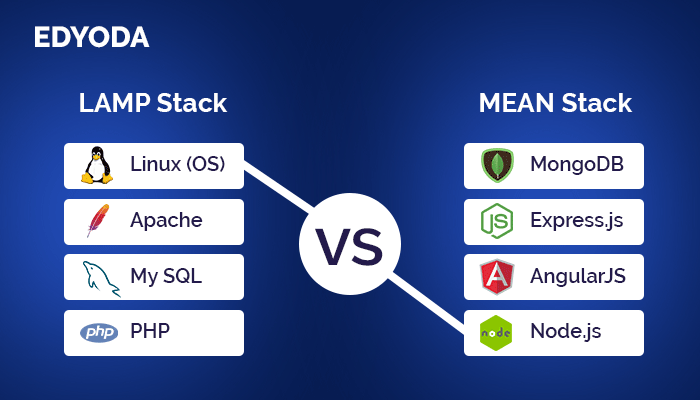 EDYODA
LAMP Stack
Linux (OS)
Apache
My SQL
php PHP
VS
MEAN Stack
MongoDB
JS Express.js
A AngularJS
node Node.js